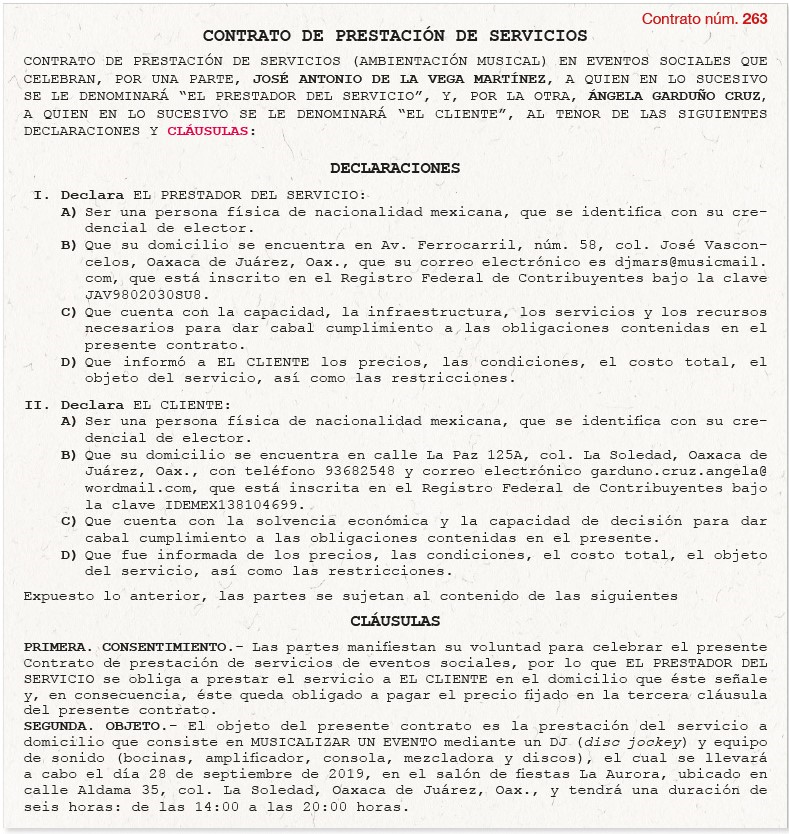 Contrato núm. 263
CONTRATO DE PRESTACIÓN DE SERVICIOS
CONTRATO DE PRESTACIÓN DE SERVICIOS (AMBIENTACIÓN MUSICAL) EN EVENTOS SOCIALES QUE
CELEBRAN, POR UNA PARTE, JOSÉ ANTONIO DE LA VEGA MARTÍNEZ, A QUIEN EN LO SUCESIVO
SE LE DENOMINARÁ “EL PRESTADOR DEL SERVICIO”, Y, POR LA OTRA, ÁNGELA GARDUÑO CRUZ,
A QUIEN EN LO SUCESIVO SE LE DENOMINARÁ “EL CLIENTE”, AL TENOR DE LAS SIGUIENTES
DECLARACIONES Y CLÁUSULAS:
DECLARACIONES
I. Declara EL PRESTADOR DEL SERVICIO:
A) Ser una persona física de nacionalidad mexicana, que se identifica con su cre-
dencial de elector.
B) Que su domicilio se encuentra en Av. Ferrocarril, núm. 58, col. José Vascon-
celos, Oaxaca de Juárez, Oax., que su correo electrónico es djmars@musicmail.
com, que está inscrito en el Registro Federal de Contribuyentes bajo la clave
JAV9802030SU8.
C) Que cuenta con la capacidad, la infraestructura, los servicios y los recursos
necesarios para dar cabal cumplimiento a las obligaciones contenidas en el
presente contrato.
D) Que informó a EL CLIENTE los precios, las condiciones, el costo total, el
objeto del servicio, así como las restricciones.
II. Declara EL CLIENTE:
A) Ser una persona física de nacionalidad mexicana, que se identifica con su cre-
dencial de elector.
B) Que su domicilio se encuentra en calle La Paz 125A, col. La Soledad, Oaxaca de
Juárez, Oax., con teléfono 93682548 y correo electrónico garduno.cruz.angela@
wordmail.com, que está inscrita en el Registro Federal de Contribuyentes bajo
la clave IDEMEX138104699.
C) Que cuenta con la solvencia económica y la capacidad de decisión para dar
cabal cumplimiento a las obligaciones contenidas en el presente.
D) Que fue informada de los precios, las condiciones, el costo total, el objeto
del servicio, así como las restricciones.
Expuesto lo anterior, las partes se sujetan al contenido de las siguientes
CLÁUSULAS
PRIMERA. CONSENTIMIENTO.- Las partes manifiestan su voluntad para celebrar el presente
Contrato de prestación de servicios de eventos sociales, por lo que EL PRESTADOR DEL
SERVICIO se obliga a prestar el servicio a EL CLIENTE en el domicilio que éste señale
y, en consecuencia, éste queda obligado a pagar el precio fijado en la tercera cláusula
del presente contrato.
SEGUNDA. OBJETO.- El objeto del presente contrato es la prestación del servicio a
domicilio que consiste en MUSICALIZAR UN EVENTO mediante un DJ (disc jockey) y equipo
de sonido (bocinas, amplificador, consola, mezcladora y discos), el cual se llevará
a cabo el día 28 de septiembre de 2019, en el salón de fiestas La Aurora, ubicado en
calle Aldama 35, col. La Soledad, Oaxaca de Juárez, Oax., y tendrá una duración de
seis horas: de las 14:00 a las 20:00 horas.